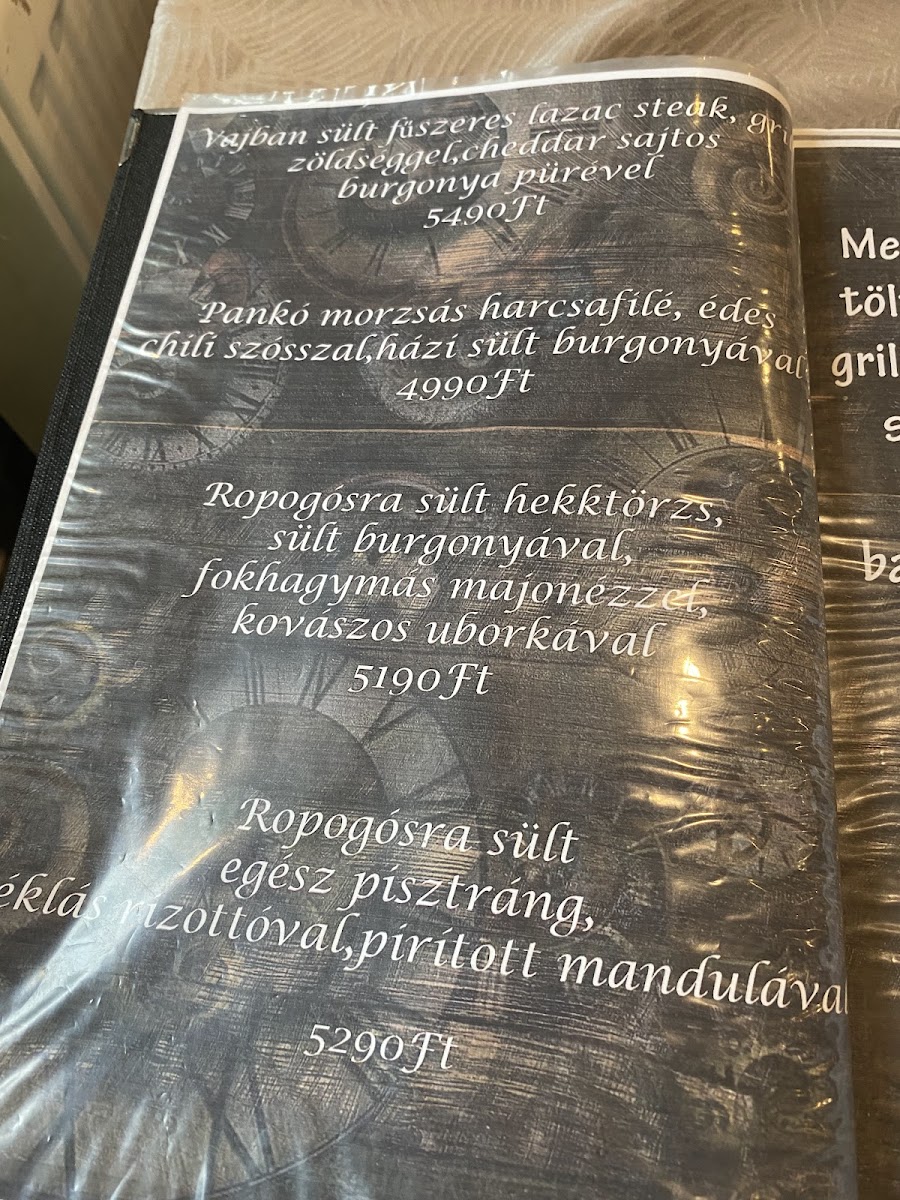 Vajban sült fűszeres lazac steak,
zöldséggel,cheddar sajtos
burgonya pürével
5490Ft
Pankó morzsás harcsafilé, édes
chili szósszal,házi sült burgonyával
4990Ft
Ropogósra sült hekktörzs,
sült burgonyával,
fokhagymás majonézzel,
kovászos uborkával
5190Ft
Ropogósra sült
egész pisztráng,
rizottóval,pirított mandulával
5290Ft